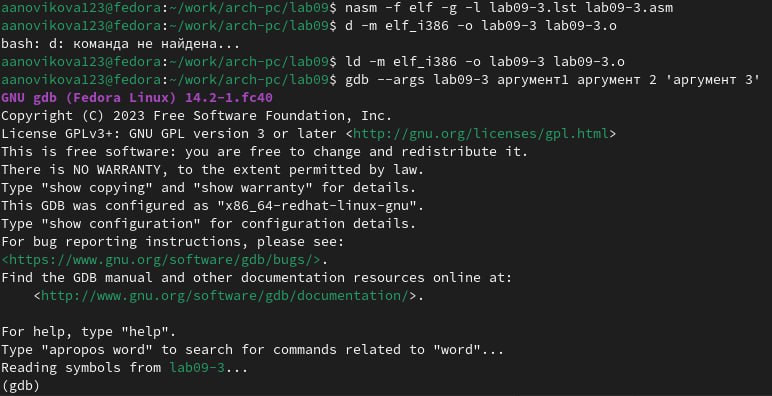 aanovikova123@fedora:~/work/arch-pc/lab09$ nasm -f elf -g -l lab09-3.lst lab09-3.asm
aanovikova123@fedora:~/work/arch-pc/lab09$ d -m elf_i386 -o lab09-3 lab09-3.o
bash: d: команда не найдена...
aanovikova123@fedora:~/work/arch-pc/lab09$ ld -m elf_i386 -o lab09-3 lab09-3.o
aanovikova123@fedora:~/work/arch-pc/lab09$ gdb --args lab09-3 аргумент1 аргумент 2 'аргумент 3'
GNU gdb (Fedora Linux) 14.2-1.fc40
Copyright (C) 2023 Free Software Foundation, Inc.
License GPLv3+: GNU GPL version 3 or later <http://gnu.org/licenses/gpl.html>
This is free software: you are free to change and redistribute it.
There is NO WARRANTY, to the extent permitted by law.
Type "show copying" and "show warranty" for details.
This GDB was configured as "x86_64-redhat-linux-gnu".
Type "show configuration" for configuration details.
For bug reporting instructions, please see:
<https://www.gnu.org/software/gdb/bugs/>.
Find the GDB manual and other documentation resources online at:
    <http://www.gnu.org/software/gdb/documentation/>.

For help, type "help".
Type "apropos word" to search for commands related to "word"...
Reading symbols from lab09-3...
(gdb)